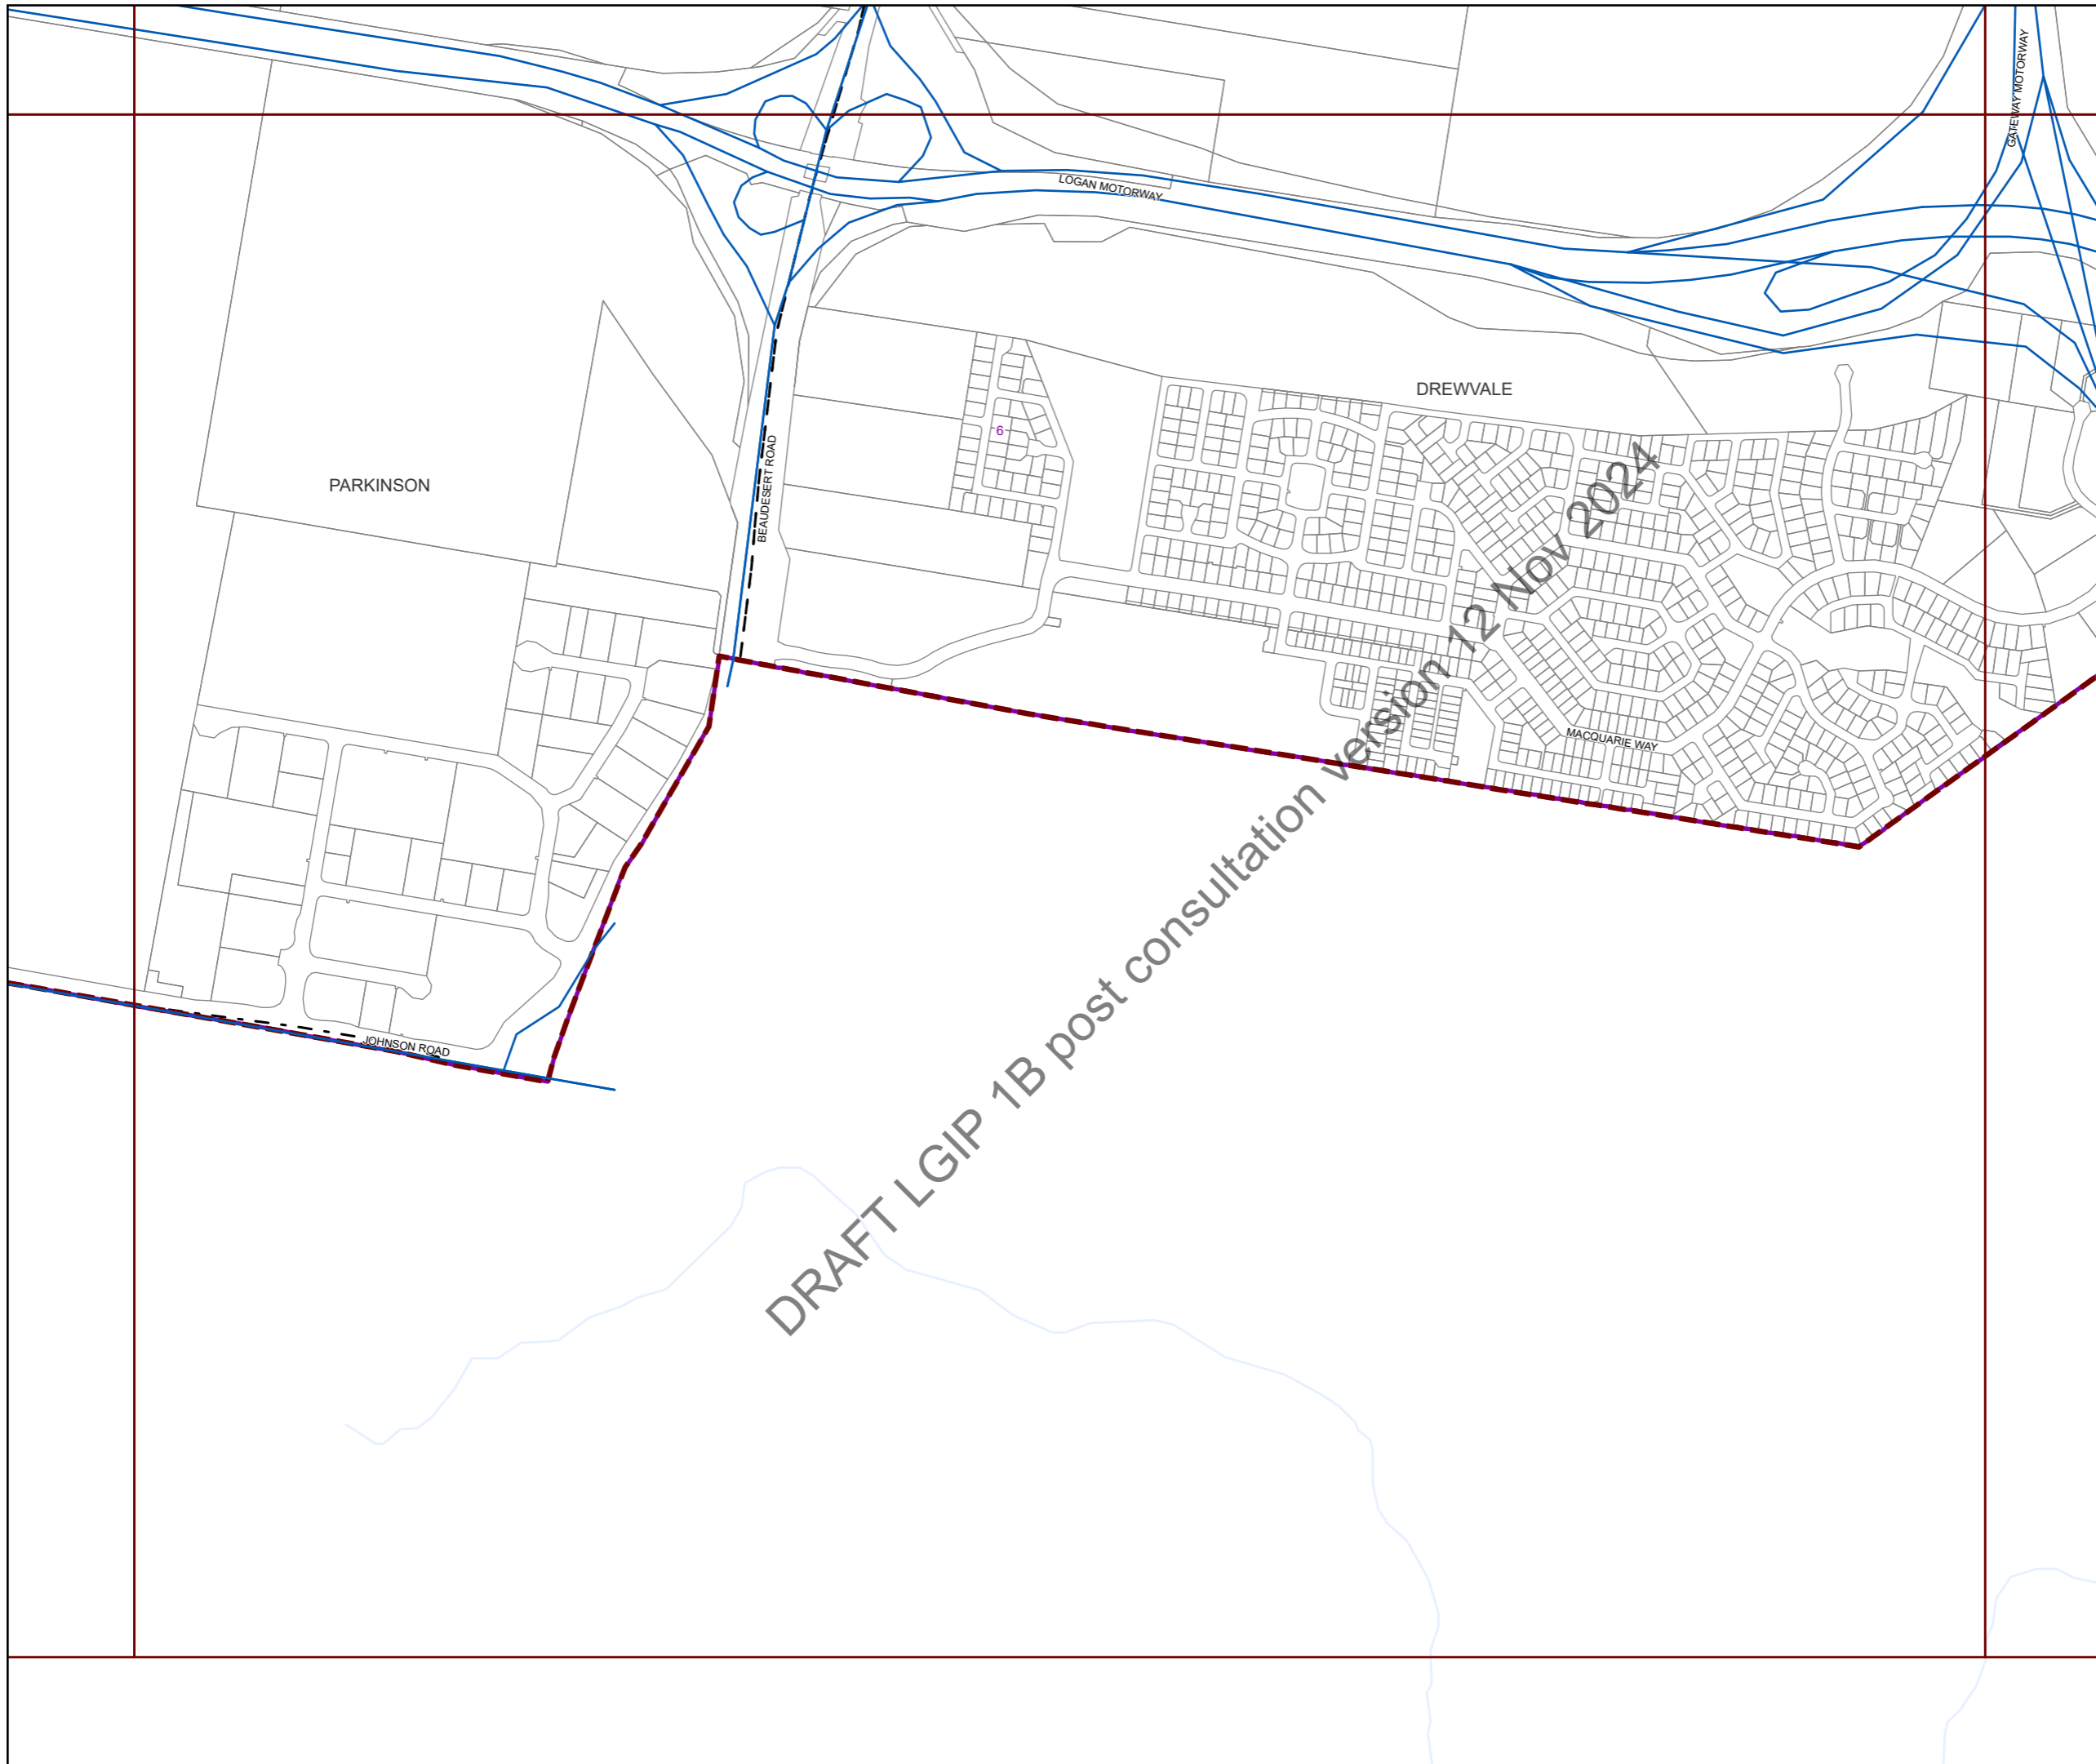 GATEWAY MOTORWAY
LOGAN MOTORWAY
DREWVALE
6
BEAUDESERT ROAD
PARKINSON
MACQUARIE WAY
JOHNSON ROAD
DRAFT LGIP 1B post consultation version 12 Nov 2024